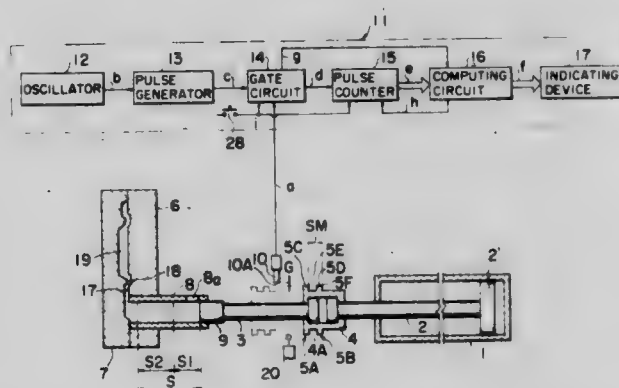 11
12 13 14 g 15 16 17
OSCILLATOR b PULSE GENERATOR c GATE CIRCUIT d PULSE COUNTER e COMPUTING CIRCUIT f INDICATING DEVICE
i h
28
a
6 SM
5C 5E 2'
19 10 5D
18 10A G 5F
17 8 8a
7 9 3 4A 4 2 1
S2 S1 20 5A 5B
S